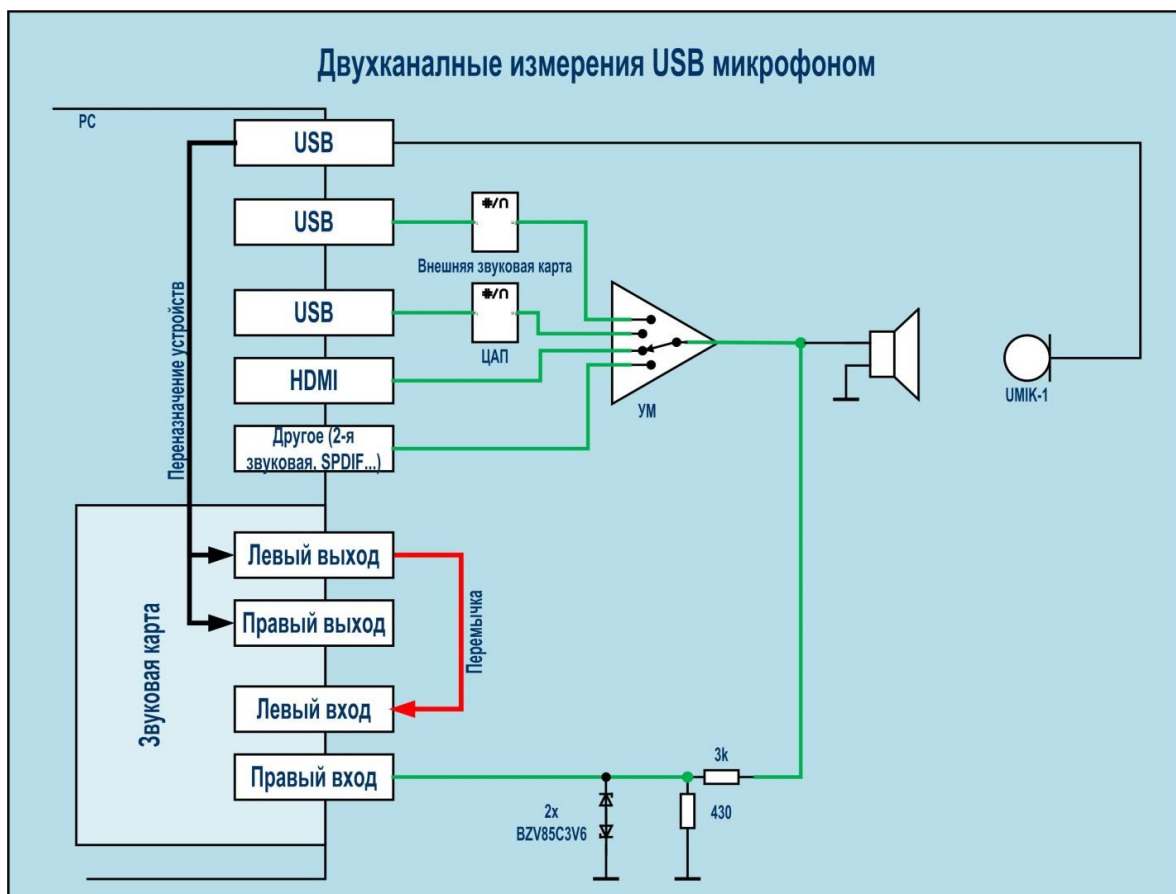 Двухканалные измерения USB микрофоном
PC
USB
USB
#/∩
Внешняя звуковая карта
USB
#/∩
ЦАП
HDMI
УМ
UMIK-1
Другое (2-я
звуковая, SPDIF...)
Переназначение устройств
Звуковая карта
Левый выход
Правый выход
Перемычка
Левый вход
Правый вход
3k
430
2x
BZV85C3V6